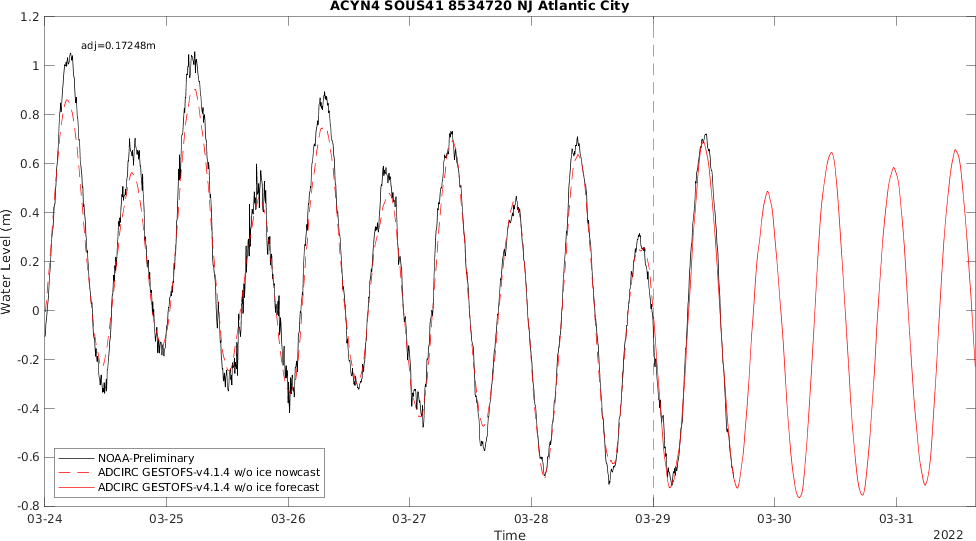 ACYN4 SOUS41 8534720 NJ Atlantic City
adj=0.17248m
1.2
1
0.8
0.6
0.4
0.2
0
-0.2
-0.4
-0.6
-0.8
Water Level (m)
NOAA-Preliminary
ADCIRC GESTOFS-v4.1.4 w/o ice nowcast
ADCIRC GESTOFS-v4.1.4 w/o ice forecast
03-24 03-25 03-26 03-27 03-28 03-29 03-30 03-31
Time
2022